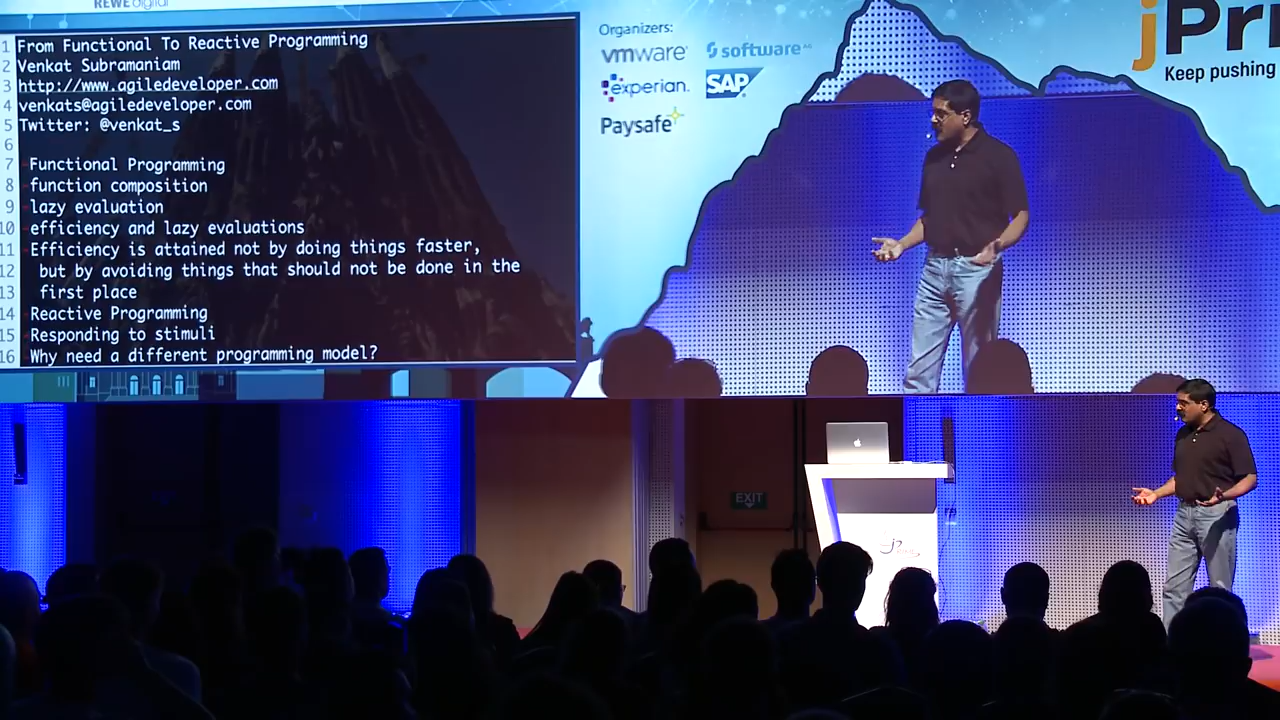 REWE digital
1 From Functional To Reactive Programming
2 Venkat Subramaniam
3 http://www.agiledeveloper.com
4 venkats@agiledeveloper.com
5 Twitter: @venkat_s
6
7 -Functional Programming
8 -function composition
9 -lazy evaluation
10 -efficiency and lazy evaluations
11 -Efficiency is attained not by doing things faster,
12 but by avoiding things that should not be done in the
13 first place
14 -Reactive Programming
15 -Responding to stimuli
16 -Why need a different programming model?
Organizers:
vmware
software AG
experian.
SAP
Paysafe
jPri
Keep pushing
EXIT